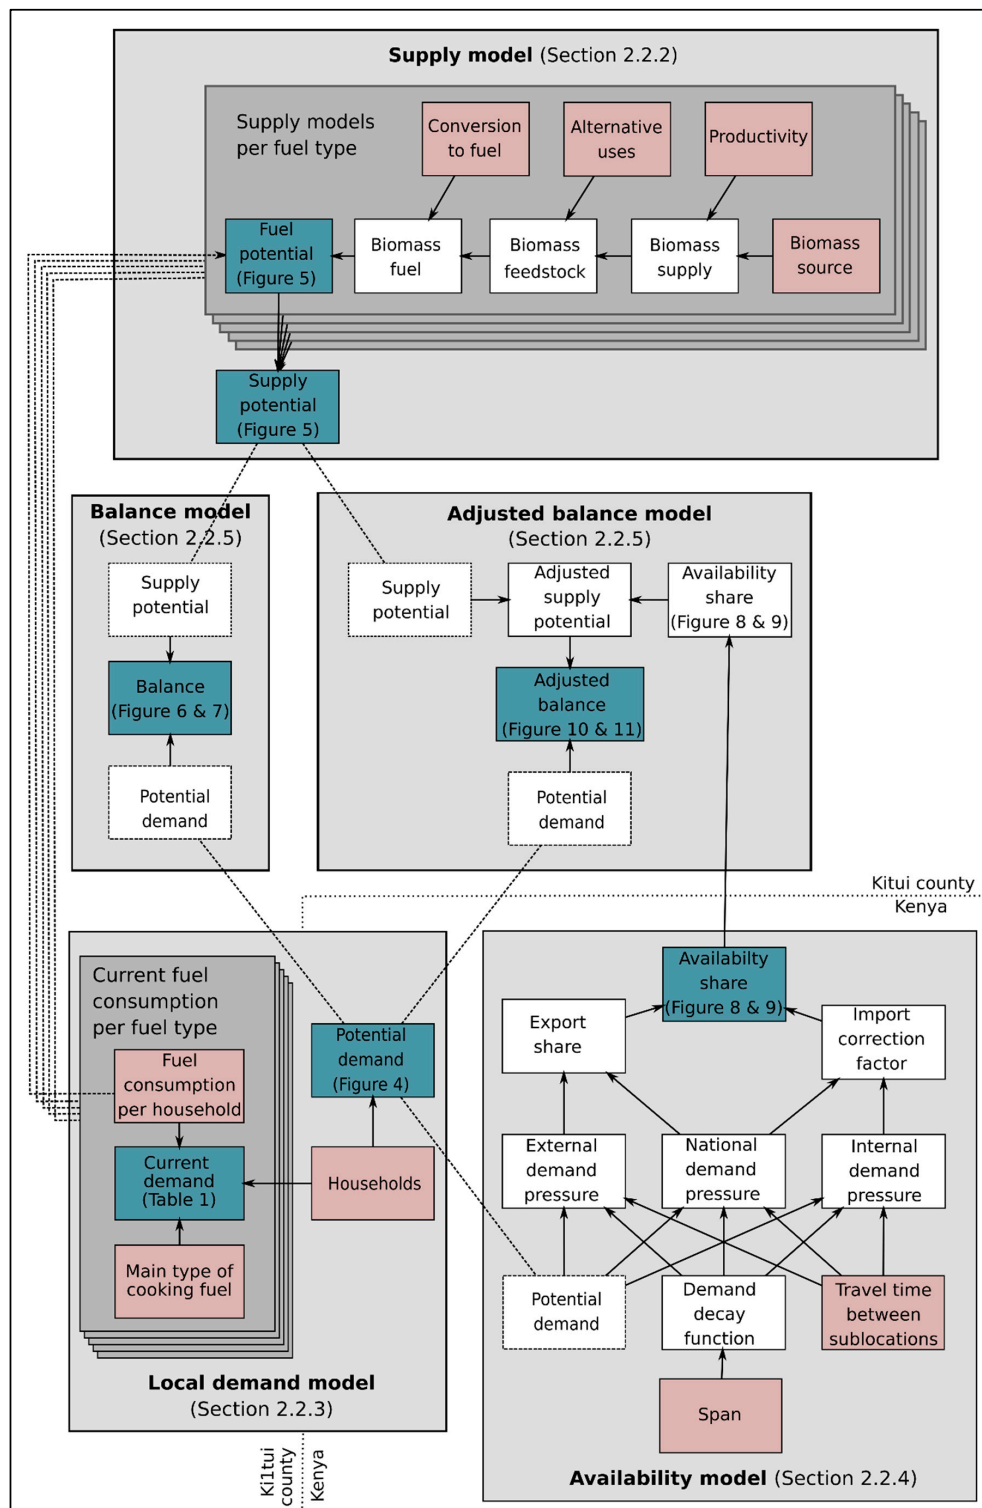 Supply model (Section 2.2.2)
Supply models
per fuel type
Conversion
to fuel
Alternative
uses
Productivity
Fuel
potential
(Figure 5)
Biomass
fuel
Biomass
feedstock
Biomass
supply
Biomass
source
Supply
potential
(Figure 5)
Balance model
(Section 2.2.5)
Supply
potential
Balance
(Figure 6 & 7)
Potential
demand
Adjusted balance model
(Section 2.2.5)
Supply
potential
Adjusted
supply
potential
Availability
share
(Figure 8 & 9)
Adjusted
balance
(Figure 10 & 11)
Potential
demand
Kitui county
Kenya
Current fuel
consumption
per fuel type
Fuel
consumption
per household
Current
demand
(Table 1)
Main type of
cooking fuel
Potential
demand
(Figure 4)
Households
Local demand model
(Section 2.2.3)
Ki1tui
county
Kenya
Availabilty
share
(Figure 8 & 9)
Export
share
Import
correction
factor
External
demand
pressure
National
demand
pressure
Internal
demand
pressure
Potential
demand
Demand
decay
function
Travel time
between
sublocations
Span
Availability model (Section 2.2.4)